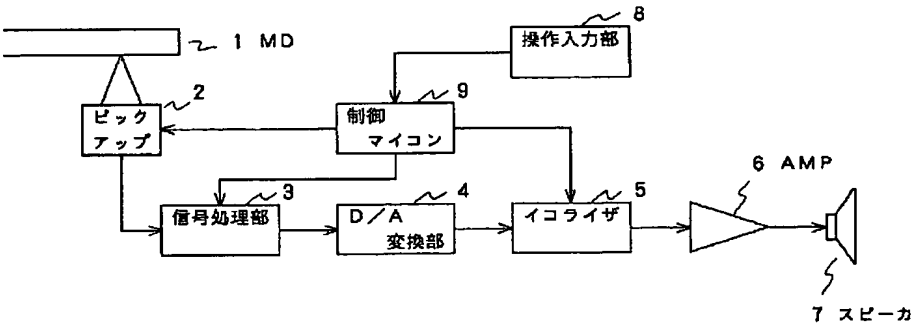 8
操作入力部
1 MD
2
ピック
アップ
9
制御
マイコン
3
信号処理部
4
D/A
変換部
5
イコライザ
6 AMP
7 スピーカ